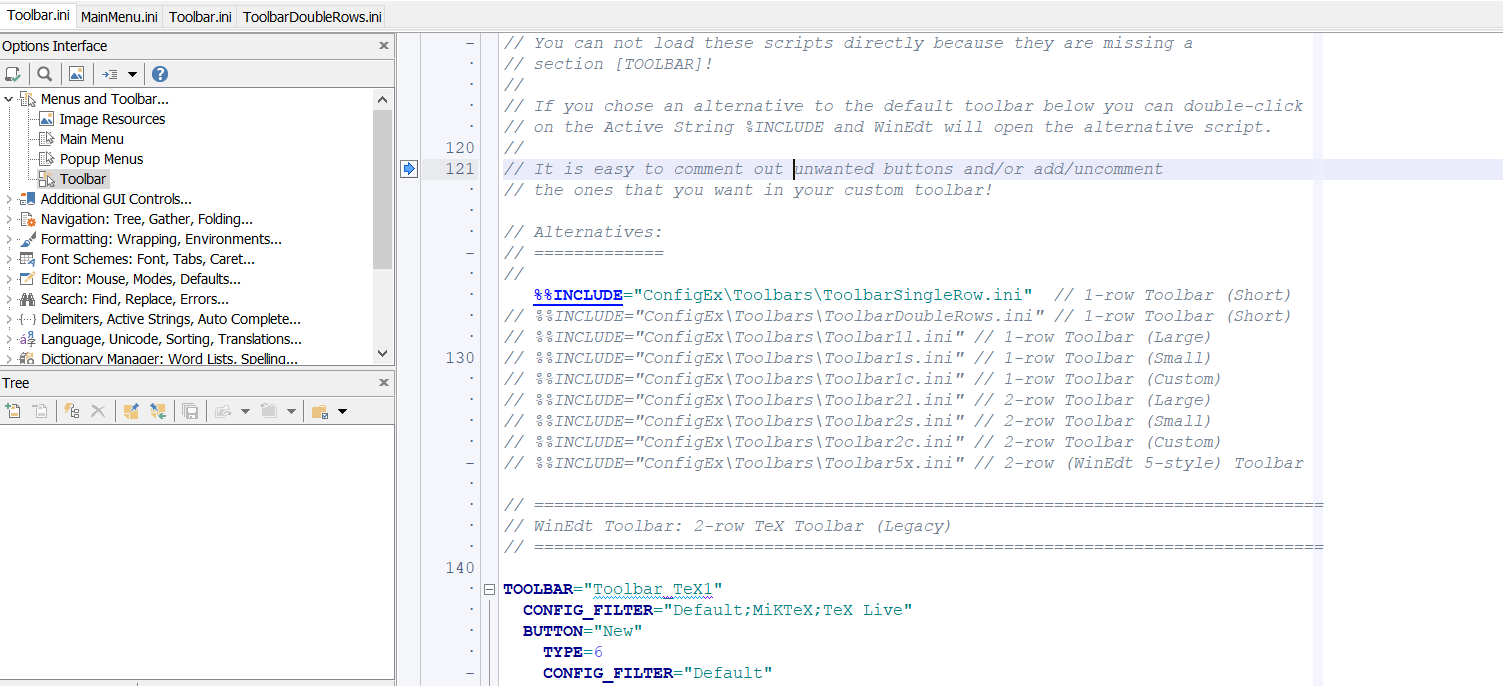 Toolbar.ini MainMenu.ini Toolbar.ini ToolbarDoubleRows.ini
Options Interface
Menus and Toolbar...
Image Resources
Main Menu
Popup Menus
Toolbar
Additional GUI Controls...
Navigation: Tree, Gather, Folding...
Formatting: Wrapping, Environments...
Font Schemes: Font, Tabs, Caret...
Editor: Mouse, Modes, Defaults...
Search: Find, Replace, Errors...
Delimiters, Active Strings, Auto Complete...
Language, Unicode, Sorting, Translations...
Dictionary Manager: Word Lists, Spelling...
Tree
// You can not load these scripts directly because they are missing a
// section [TOOLBAR]!
//
// If you chose an alternative to the default toolbar below you can double-click
// on the Active String %INCLUDE and WinEdt will open the alternative script.
120 //
121 // It is easy to comment out unwanted buttons and/or add/uncomment
// the ones that you want in your custom toolbar!
// Alternatives:
// =============
//
%%INCLUDE="ConfigEx\Toolbars\ToolbarSingleRow.ini" // 1-row Toolbar (Short)
// %%INCLUDE="ConfigEx\Toolbars\ToolbarDoubleRows.ini" // 1-row Toolbar (Short)
// %%INCLUDE="ConfigEx\Toolbars\Toolbar1l.ini" // 1-row Toolbar (Large)
130 // %%INCLUDE="ConfigEx\Toolbars\Toolbar1s.ini" // 1-row Toolbar (Small)
// %%INCLUDE="ConfigEx\Toolbars\Toolbar1c.ini" // 1-row Toolbar (Custom)
// %%INCLUDE="ConfigEx\Toolbars\Toolbar2l.ini" // 2-row Toolbar (Large)
// %%INCLUDE="ConfigEx\Toolbars\Toolbar2s.ini" // 2-row Toolbar (Small)
// %%INCLUDE="ConfigEx\Toolbars\Toolbar2c.ini" // 2-row Toolbar (Custom)
// %%INCLUDE="ConfigEx\Toolbars\Toolbar5x.ini" // 2-row (WinEdt 5-style) Toolbar
// ===============================================================================
// WinEdt Toolbar: 2-row TeX Toolbar (Legacy)
// ===============================================================================
140
TOOLBAR="Toolbar_TeX1"
CONFIG_FILTER="Default;MiKTeX;TeX Live"
BUTTON="New"
TYPE=6
CONFIG_FILTER="Default"